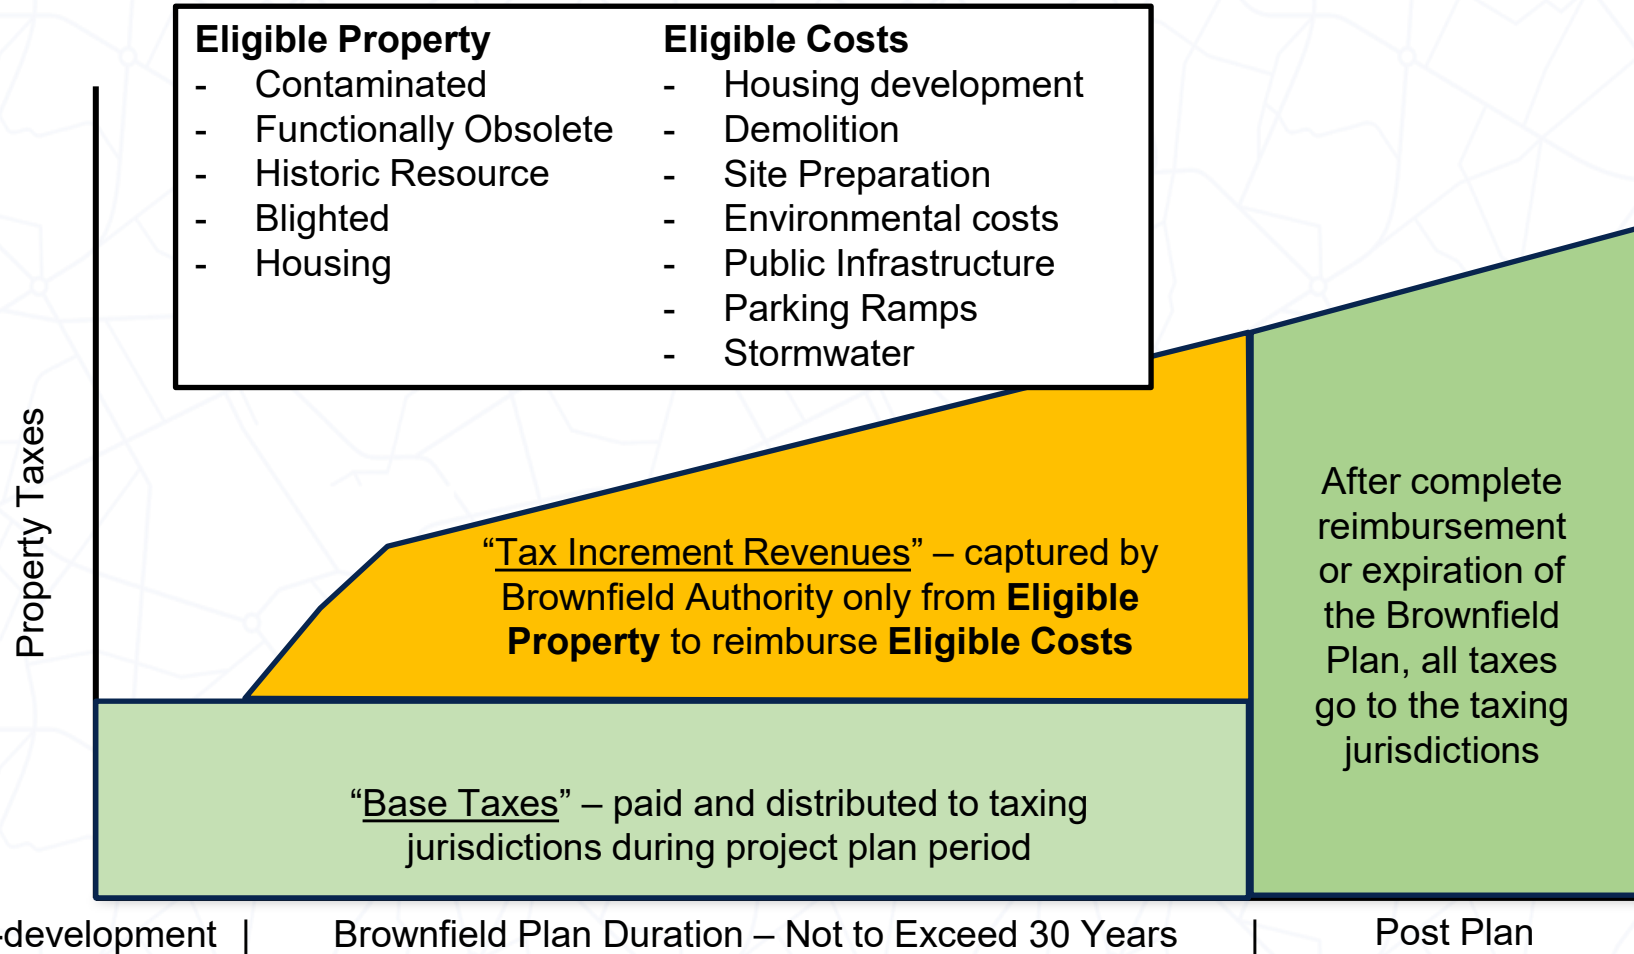 Eligible Property
- Contaminated
- Functionally Obsolete
- Historic Resource
- Blighted
- Housing
Eligible Costs
- Housing development
- Demolition
- Site Preparation
- Environmental costs
- Public Infrastructure
- Parking Ramps
- Stormwater
Property Taxes
“Tax Increment Revenues” – captured by
Brownfield Authority only from Eligible
Property to reimburse Eligible Costs
After complete
reimbursement
or expiration of
the Brownfield
Plan, all taxes
go to the taxing
jurisdictions
“Base Taxes” – paid and distributed to taxing
jurisdictions during project plan period
-development | Brownfield Plan Duration – Not to Exceed 30 Years | Post Plan